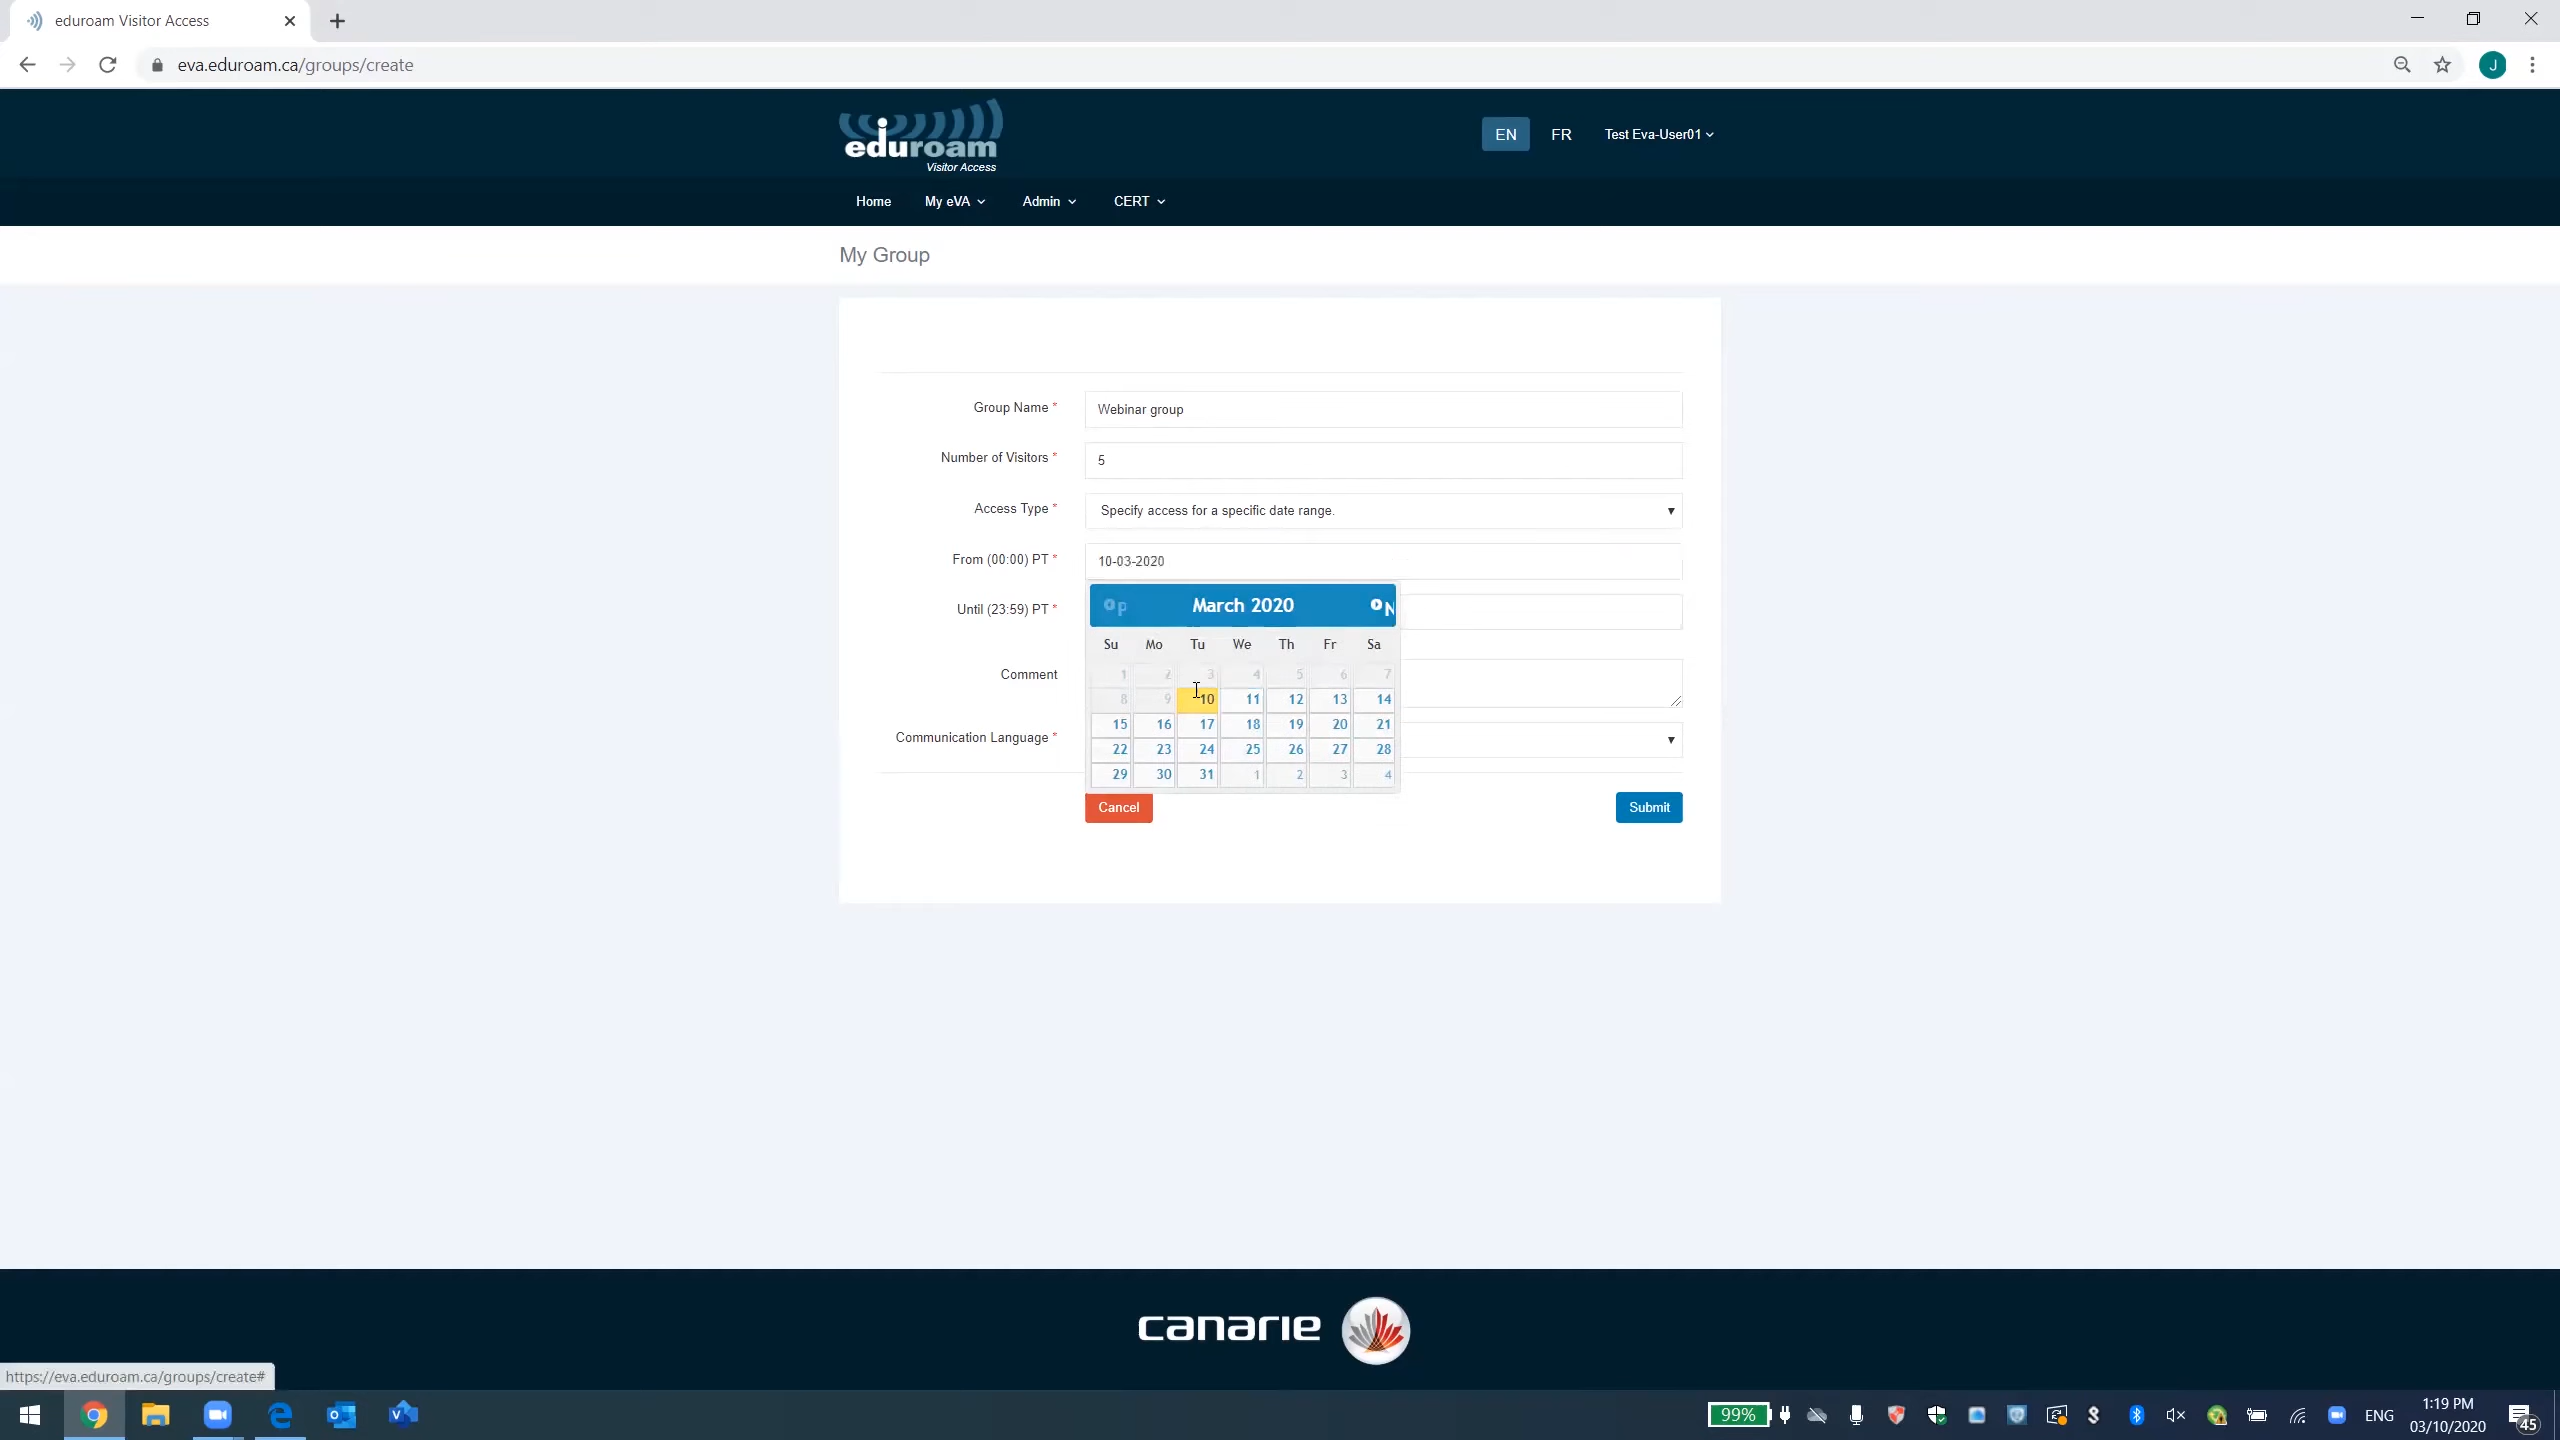 eduroam Visitor Access
eva.eduroam.ca/groups/create
J
eduroam
Visitor Access
EN
FR
Test Eva-User01
Home
My eVA
Admin
CERT
My Group
Group Name *
Webinar group
Number of Visitors *
5
Access Type *
Specify access for a specific date range.
From (00:00) PT *
10-03-2020
Until (23:59) PT *
Comment
Communication Language *
P March 2020 N
Su Mo Tu We Th Fr Sa
1 2 3 4 5 6 7
8 9 10 11 12 13 14
15 16 17 18 19 20 21
22 23 24 25 26 27 28
29 30 31 1 2 3 4
Cancel
Submit
canarie
https://eva.eduroam.ca/groups/create#
99%
ENG
1:19 PM
03/10/2020
45